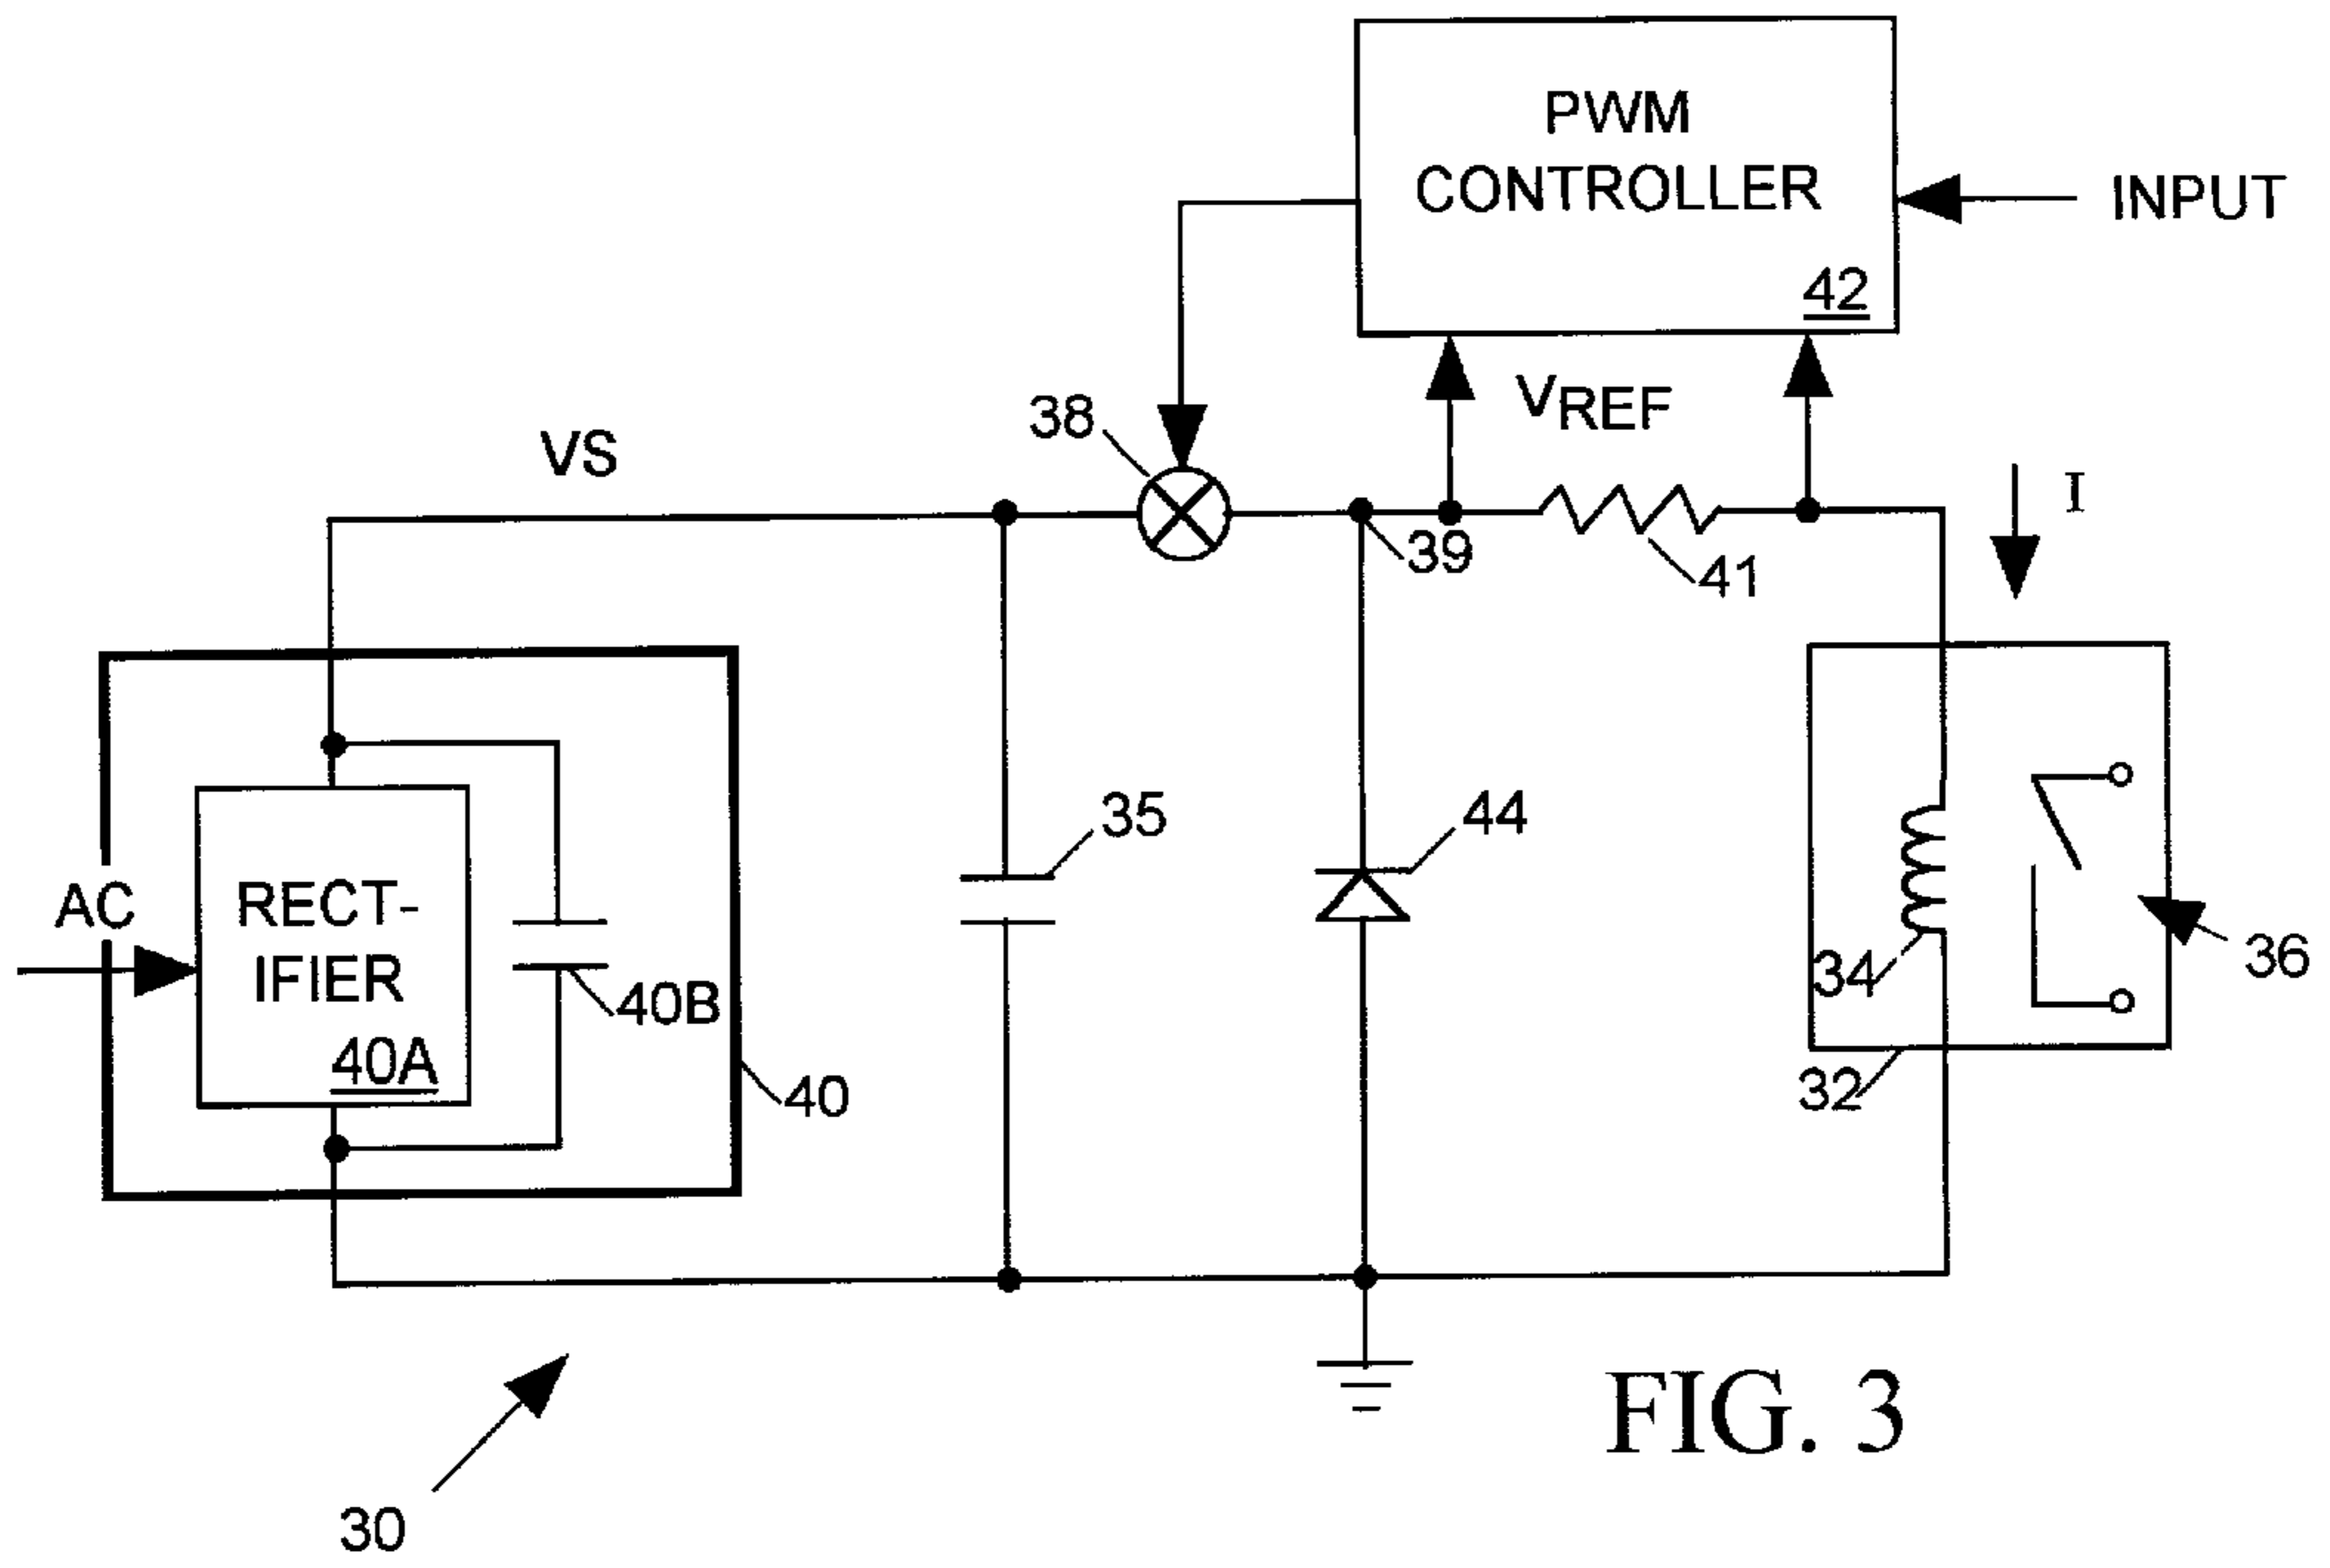 PWM
CONTROLLER
42
INPUT
VREF
38
VS
39
41
I
35
44
AC
RECT-
IFIER
40A
40B
40
34
36
32
30
FIG. 3